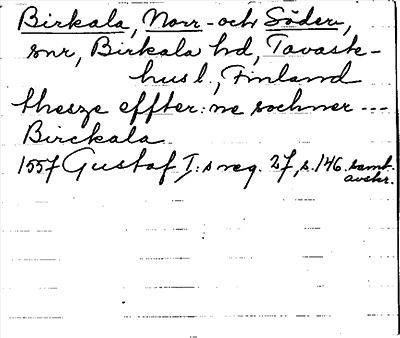 Birkala, Norr- och Söder,
snr, Birkala hd, Tavaste-
husl., Finland
thesze effter:ne sochner ---
Birckala
1557 Gustaf I:s reg. 27, s. 146. samt.
avskr.